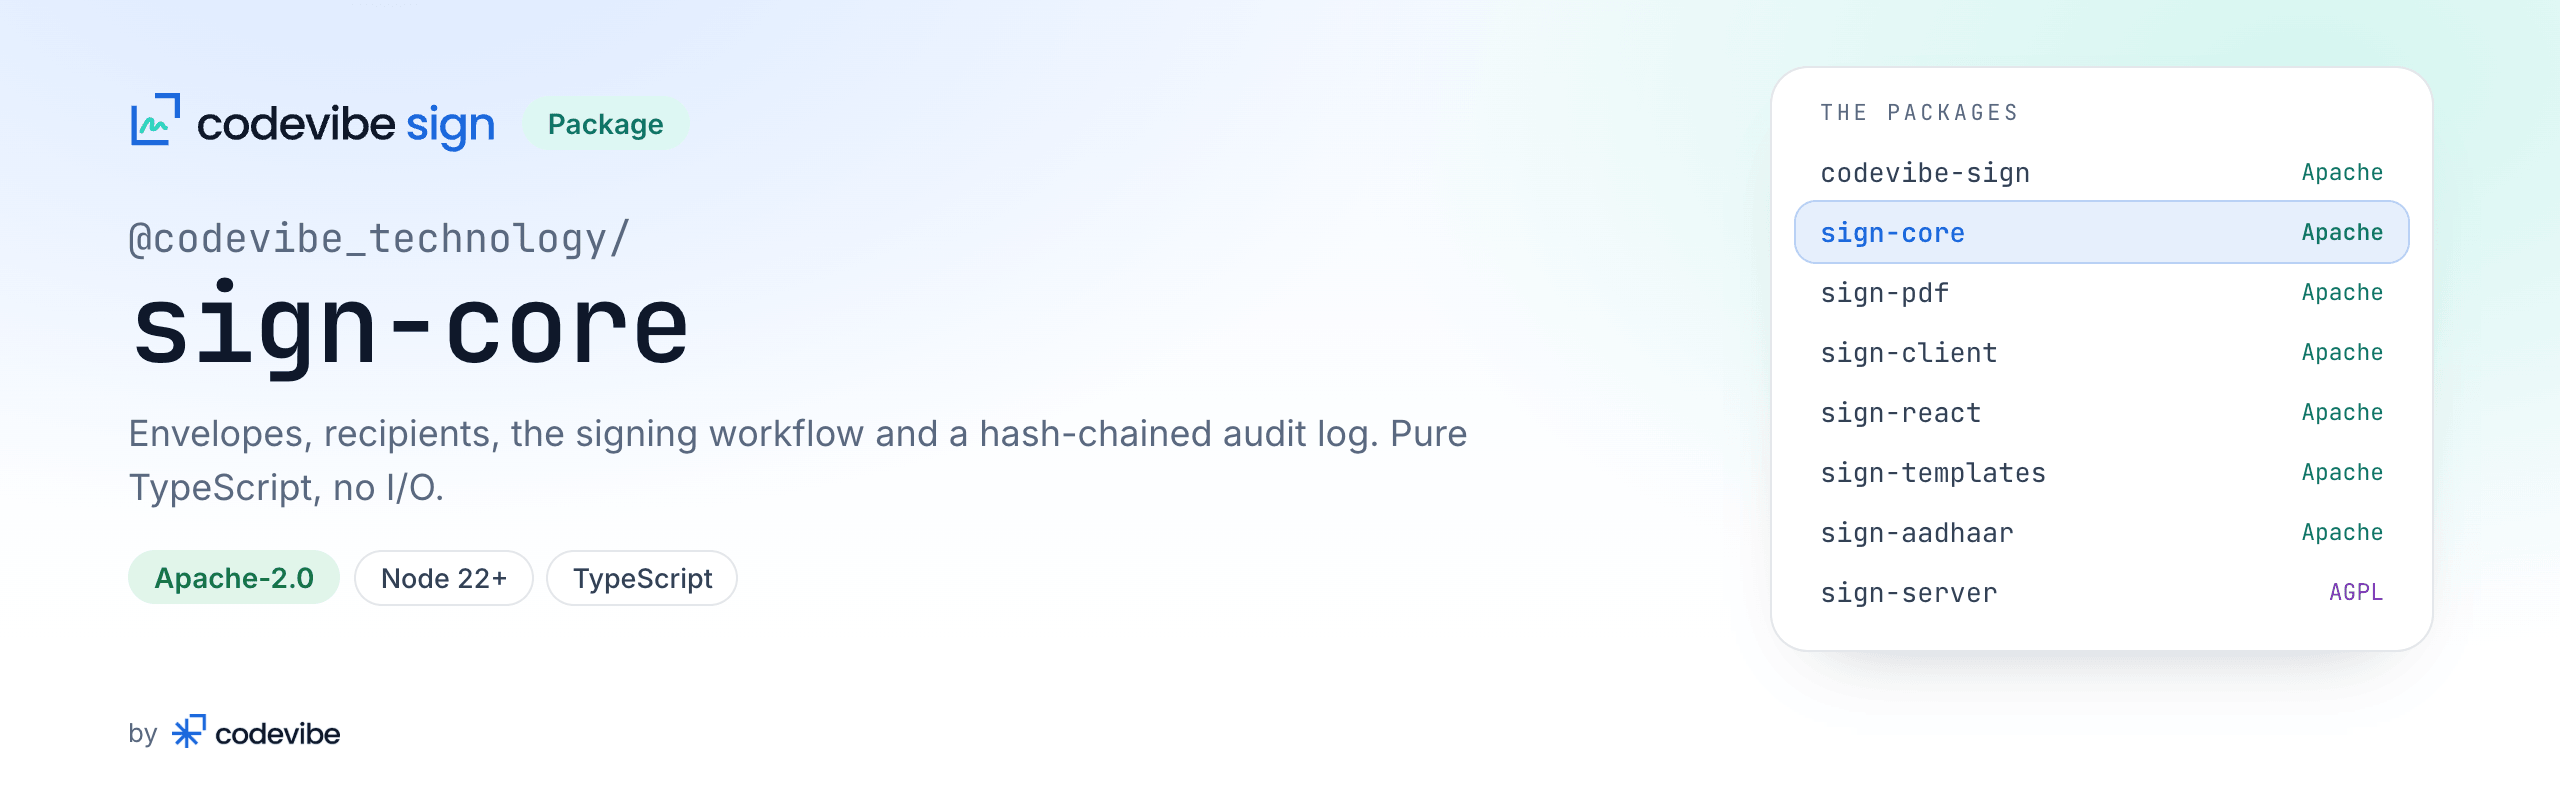 codevibe sign
Package
@codevibe_technology/
sign-core
Envelopes, recipients, the signing workflow and a hash-chained audit log. Pure
TypeScript, no I/O.
Apache-2.0
Node 22+
TypeScript
by codevibe
THE PACKAGES
codevibe-sign Apache
sign-core Apache
sign-pdf Apache
sign-client Apache
sign-react Apache
sign-templates Apache
sign-aadhaar Apache
sign-server AGPL